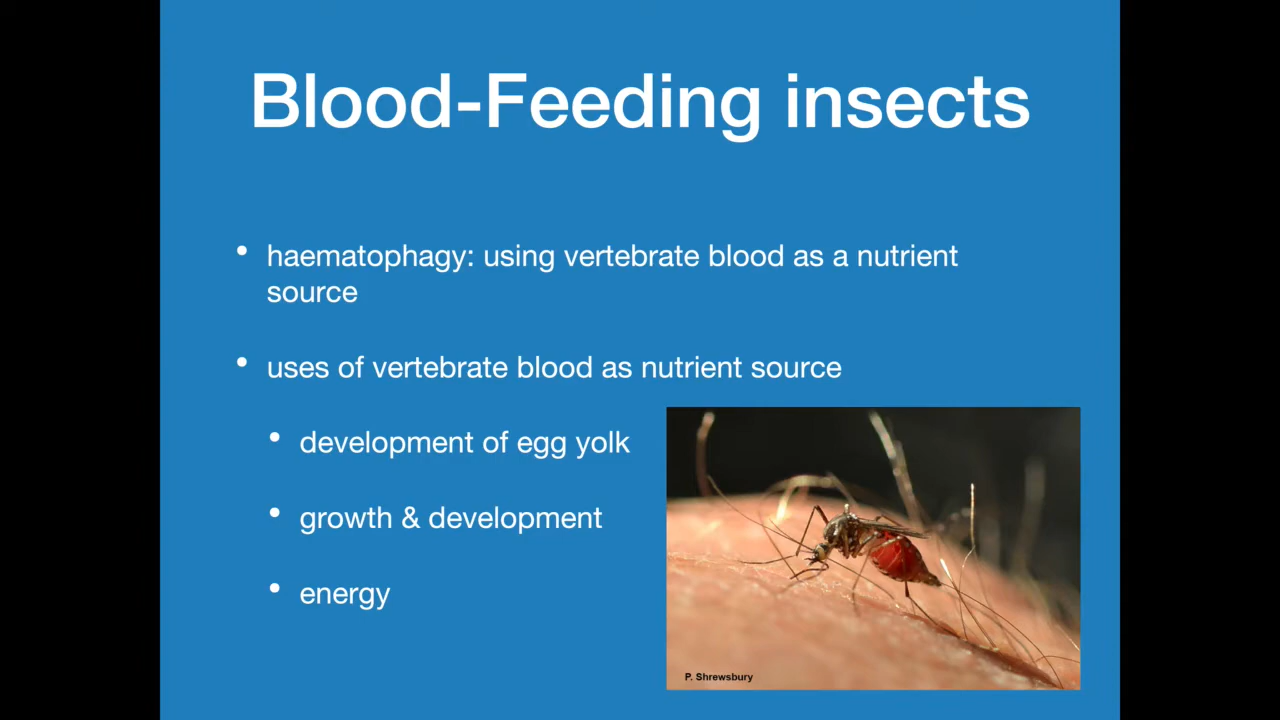 Blood-Feeding insects
• haematophagy: using vertebrate blood as a nutrient
source
• uses of vertebrate blood as nutrient source
• development of egg yolk
• growth & development
• energy
P. Shrewsbury